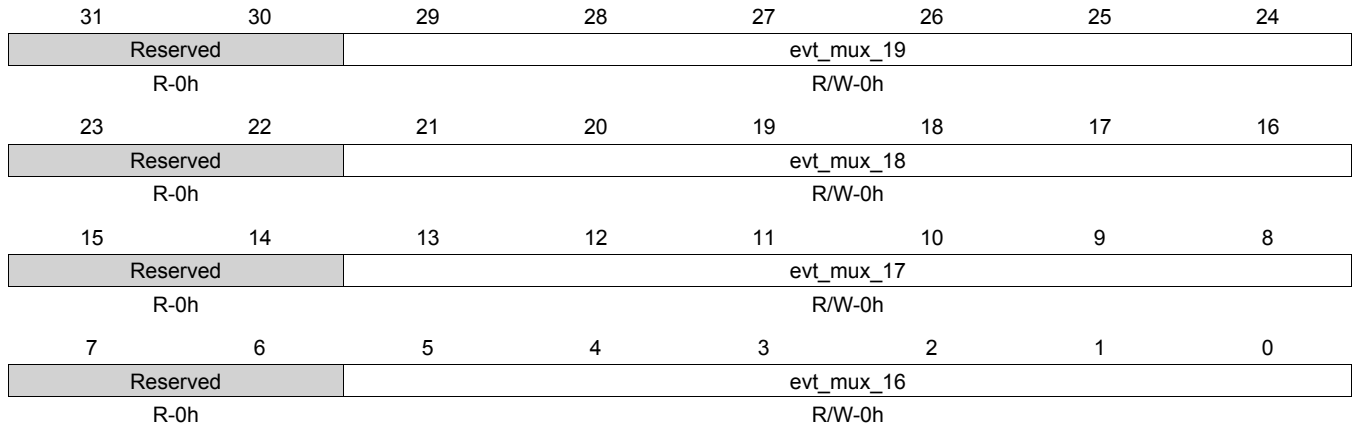 31 30 29 28 27 26 25 24
Reserved evt_mux_19
R-0h R/W-0h
23 22 21 20 19 18 17 16
Reserved evt_mux_18
R-0h R/W-0h
15 14 13 12 11 10 9 8
Reserved evt_mux_17
R-0h R/W-0h
7 6 5 4 3 2 1 0
Reserved evt_mux_16
R-0h R/W-0h